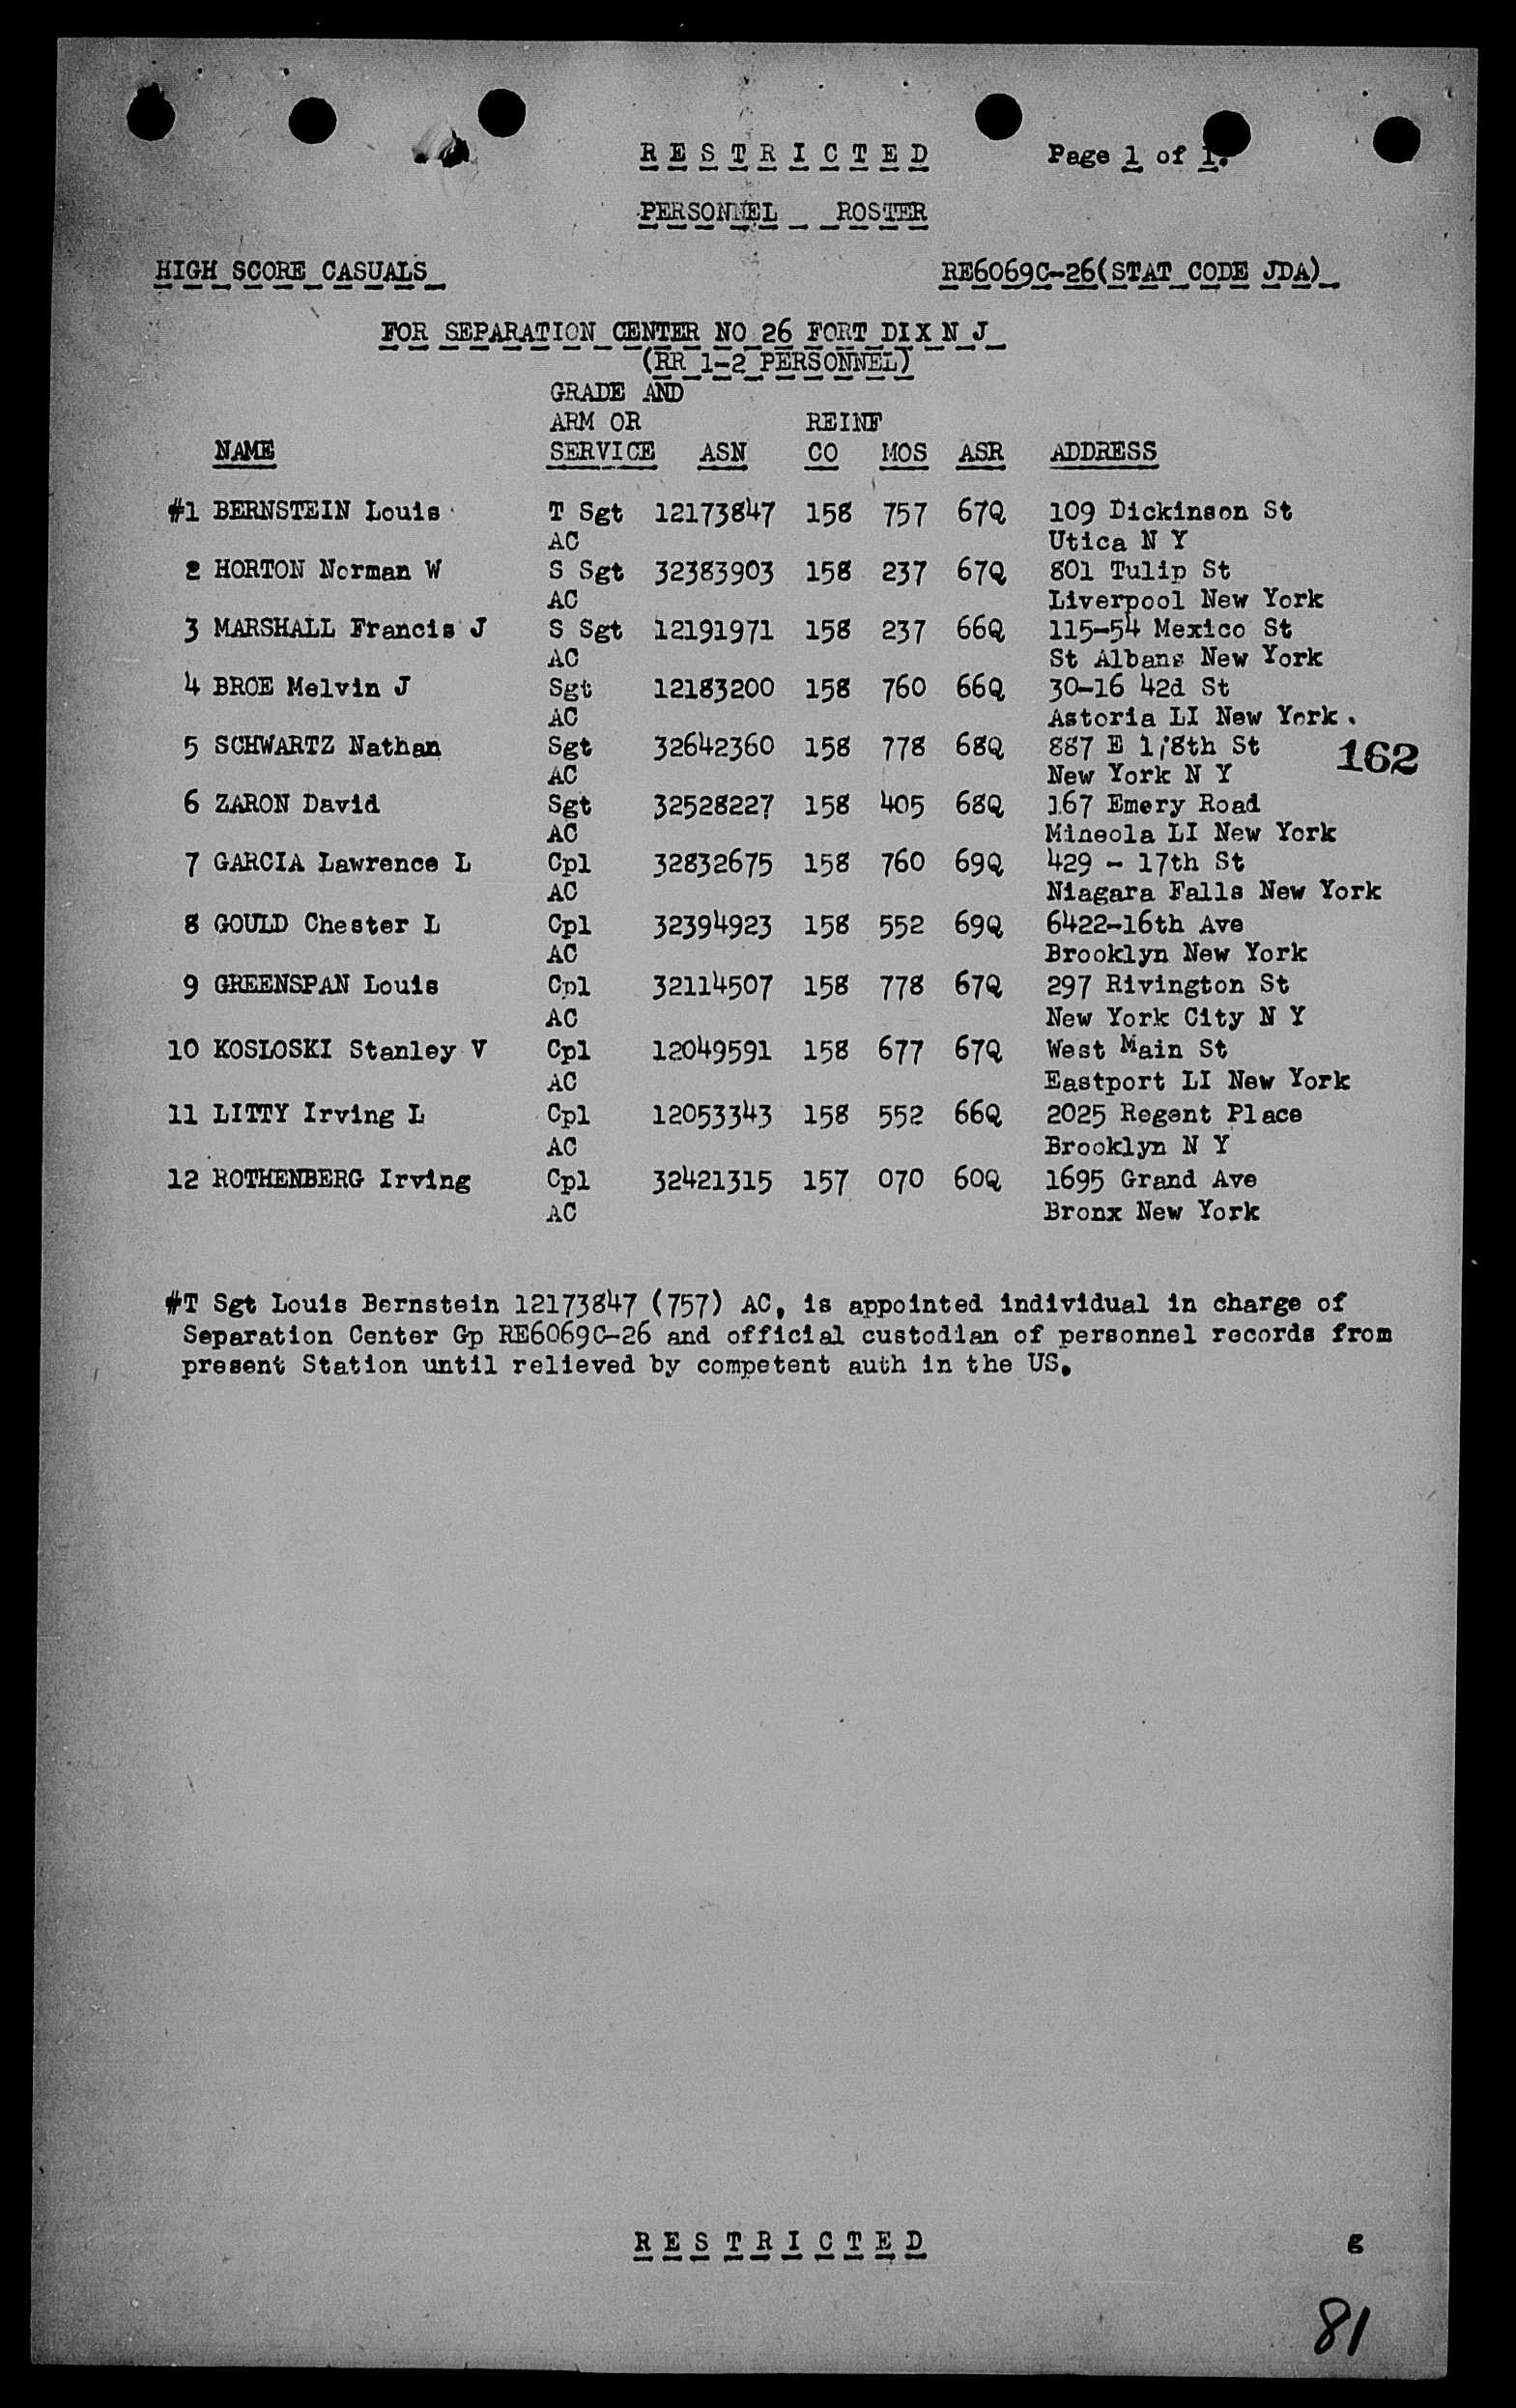 RESTRICTED Page 1 of 1.
PERSONNEL ROSTER
HIGH SCORE CASUALS RE6069C-26(STAT CODE JDA)
FOR SEPARATION CENTER NO 26 FORT DIX N J
(RR 1-2 PERSONNEL)
GRADE AND
ARM OR REINF
NAME SERVICE ASN CO MOS ASR ADDRESS
#1 BERNSTEIN Louis T Sgt 12173847 158 757 67Q 109 Dickinson St
AC Utica N Y
2 HORTON Norman W S Sgt 32383903 158 237 67Q 801 Tulip St
AC Liverpool New York
3 MARSHALL Francis J S Sgt 12191971 158 237 66Q 115-54 Mexico St
AC St Albans New York
4 BROE Melvin J Sgt 12183200 158 760 66Q 30-16 42d St
AC Astoria LI New York.
5 SCHWARTZ Nathan Sgt 32642360 158 778 68Q 887 E St
162
AC New York N Y
6 ZARON David Sgt 32528227 158 405 68Q 167 Emery Road
AC Mineola LI New York
7 GARCIA Lawrence L Cpl 32832675 158 760 69Q 429 - 17th St
AC Niagara Falls New York
8 GOULD Chester L Cpl 32394923 158 552 69Q 6422-16th Ave
AC Brooklyn New York
9 GREENSPAN Louis Cpl 32114507 158 778 67Q 297 Rivington St
AC New York City N Y
10 KOSLOSKI Stanley V Cpl 12049591 158 677 67Q West Main St
AC Eastport LI New York
11 LITTY Irving L Cpl 12053343 158 552 66Q 2025 Regent Place
AC Brooklyn N Y
12 ROTHENBERG Irving Cpl 32421315 157 070 60Q 1695 Grand Ave
AC Bronx New York
#T Sgt Louis Bernstein 12173847 (757) AC, is appointed individual in charge of
Separation Center Gp RE6069C-26 and official custodian of personnel records from
present Station until relieved by competent auth in the US.
RESTRICTED g
81